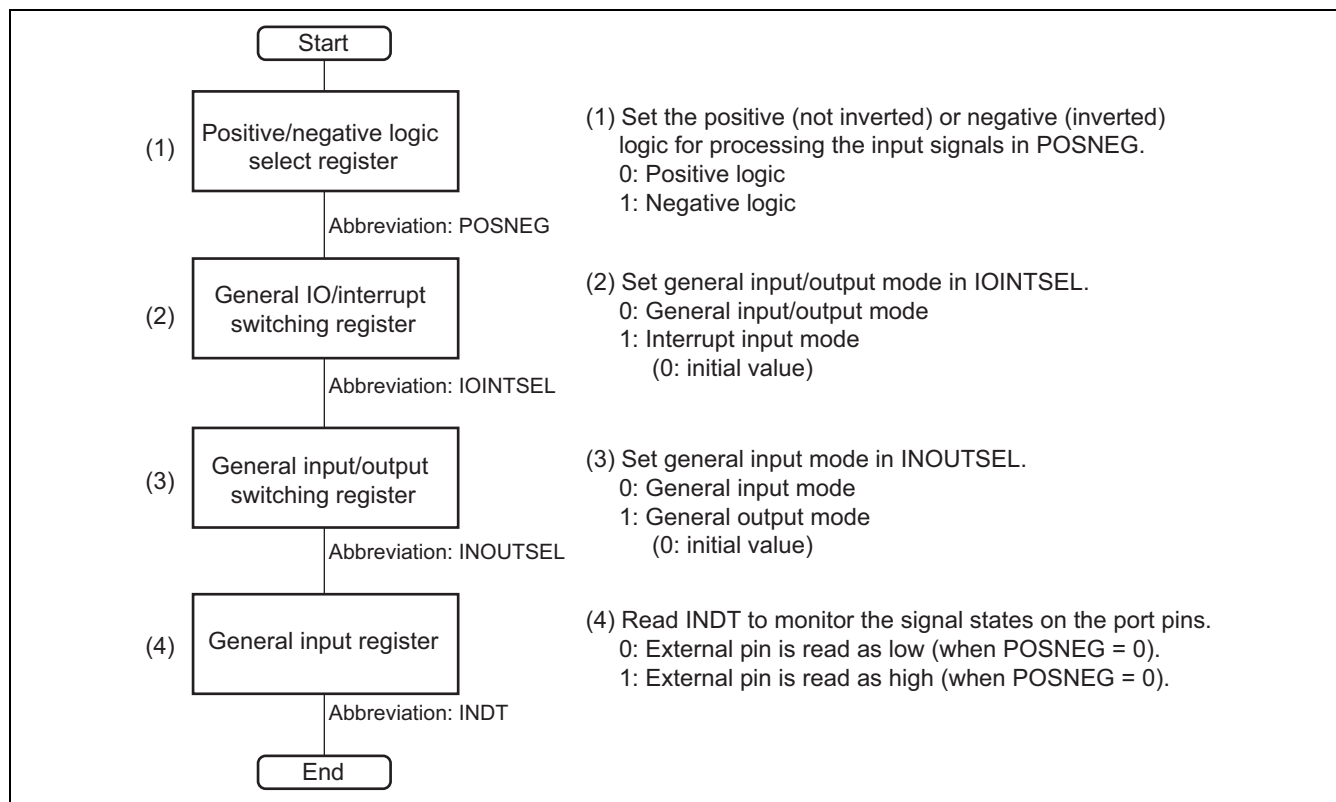 Start
(1)
Positive/negative logic
select register
Abbreviation: POSNEG
(2)
General IO/interrupt
switching register
Abbreviation: IOINTSEL
(3)
General input/output
switching register
Abbreviation: INOUTSEL
(4)
General input register
Abbreviation: INDT
End
(1) Set the positive (not inverted) or negative (inverted)
logic for processing the input signals in POSNEG.
0: Positive logic
1: Negative logic
(2) Set general input/output mode in IOINTSEL.
0: General input/output mode
1: Interrupt input mode
(0: initial value)
(3) Set general input mode in INOUTSEL.
0: General input mode
1: General output mode
(0: initial value)
(4) Read INDT to monitor the signal states on the port pins.
0: External pin is read as low (when POSNEG = 0).
1: External pin is read as high (when POSNEG = 0).